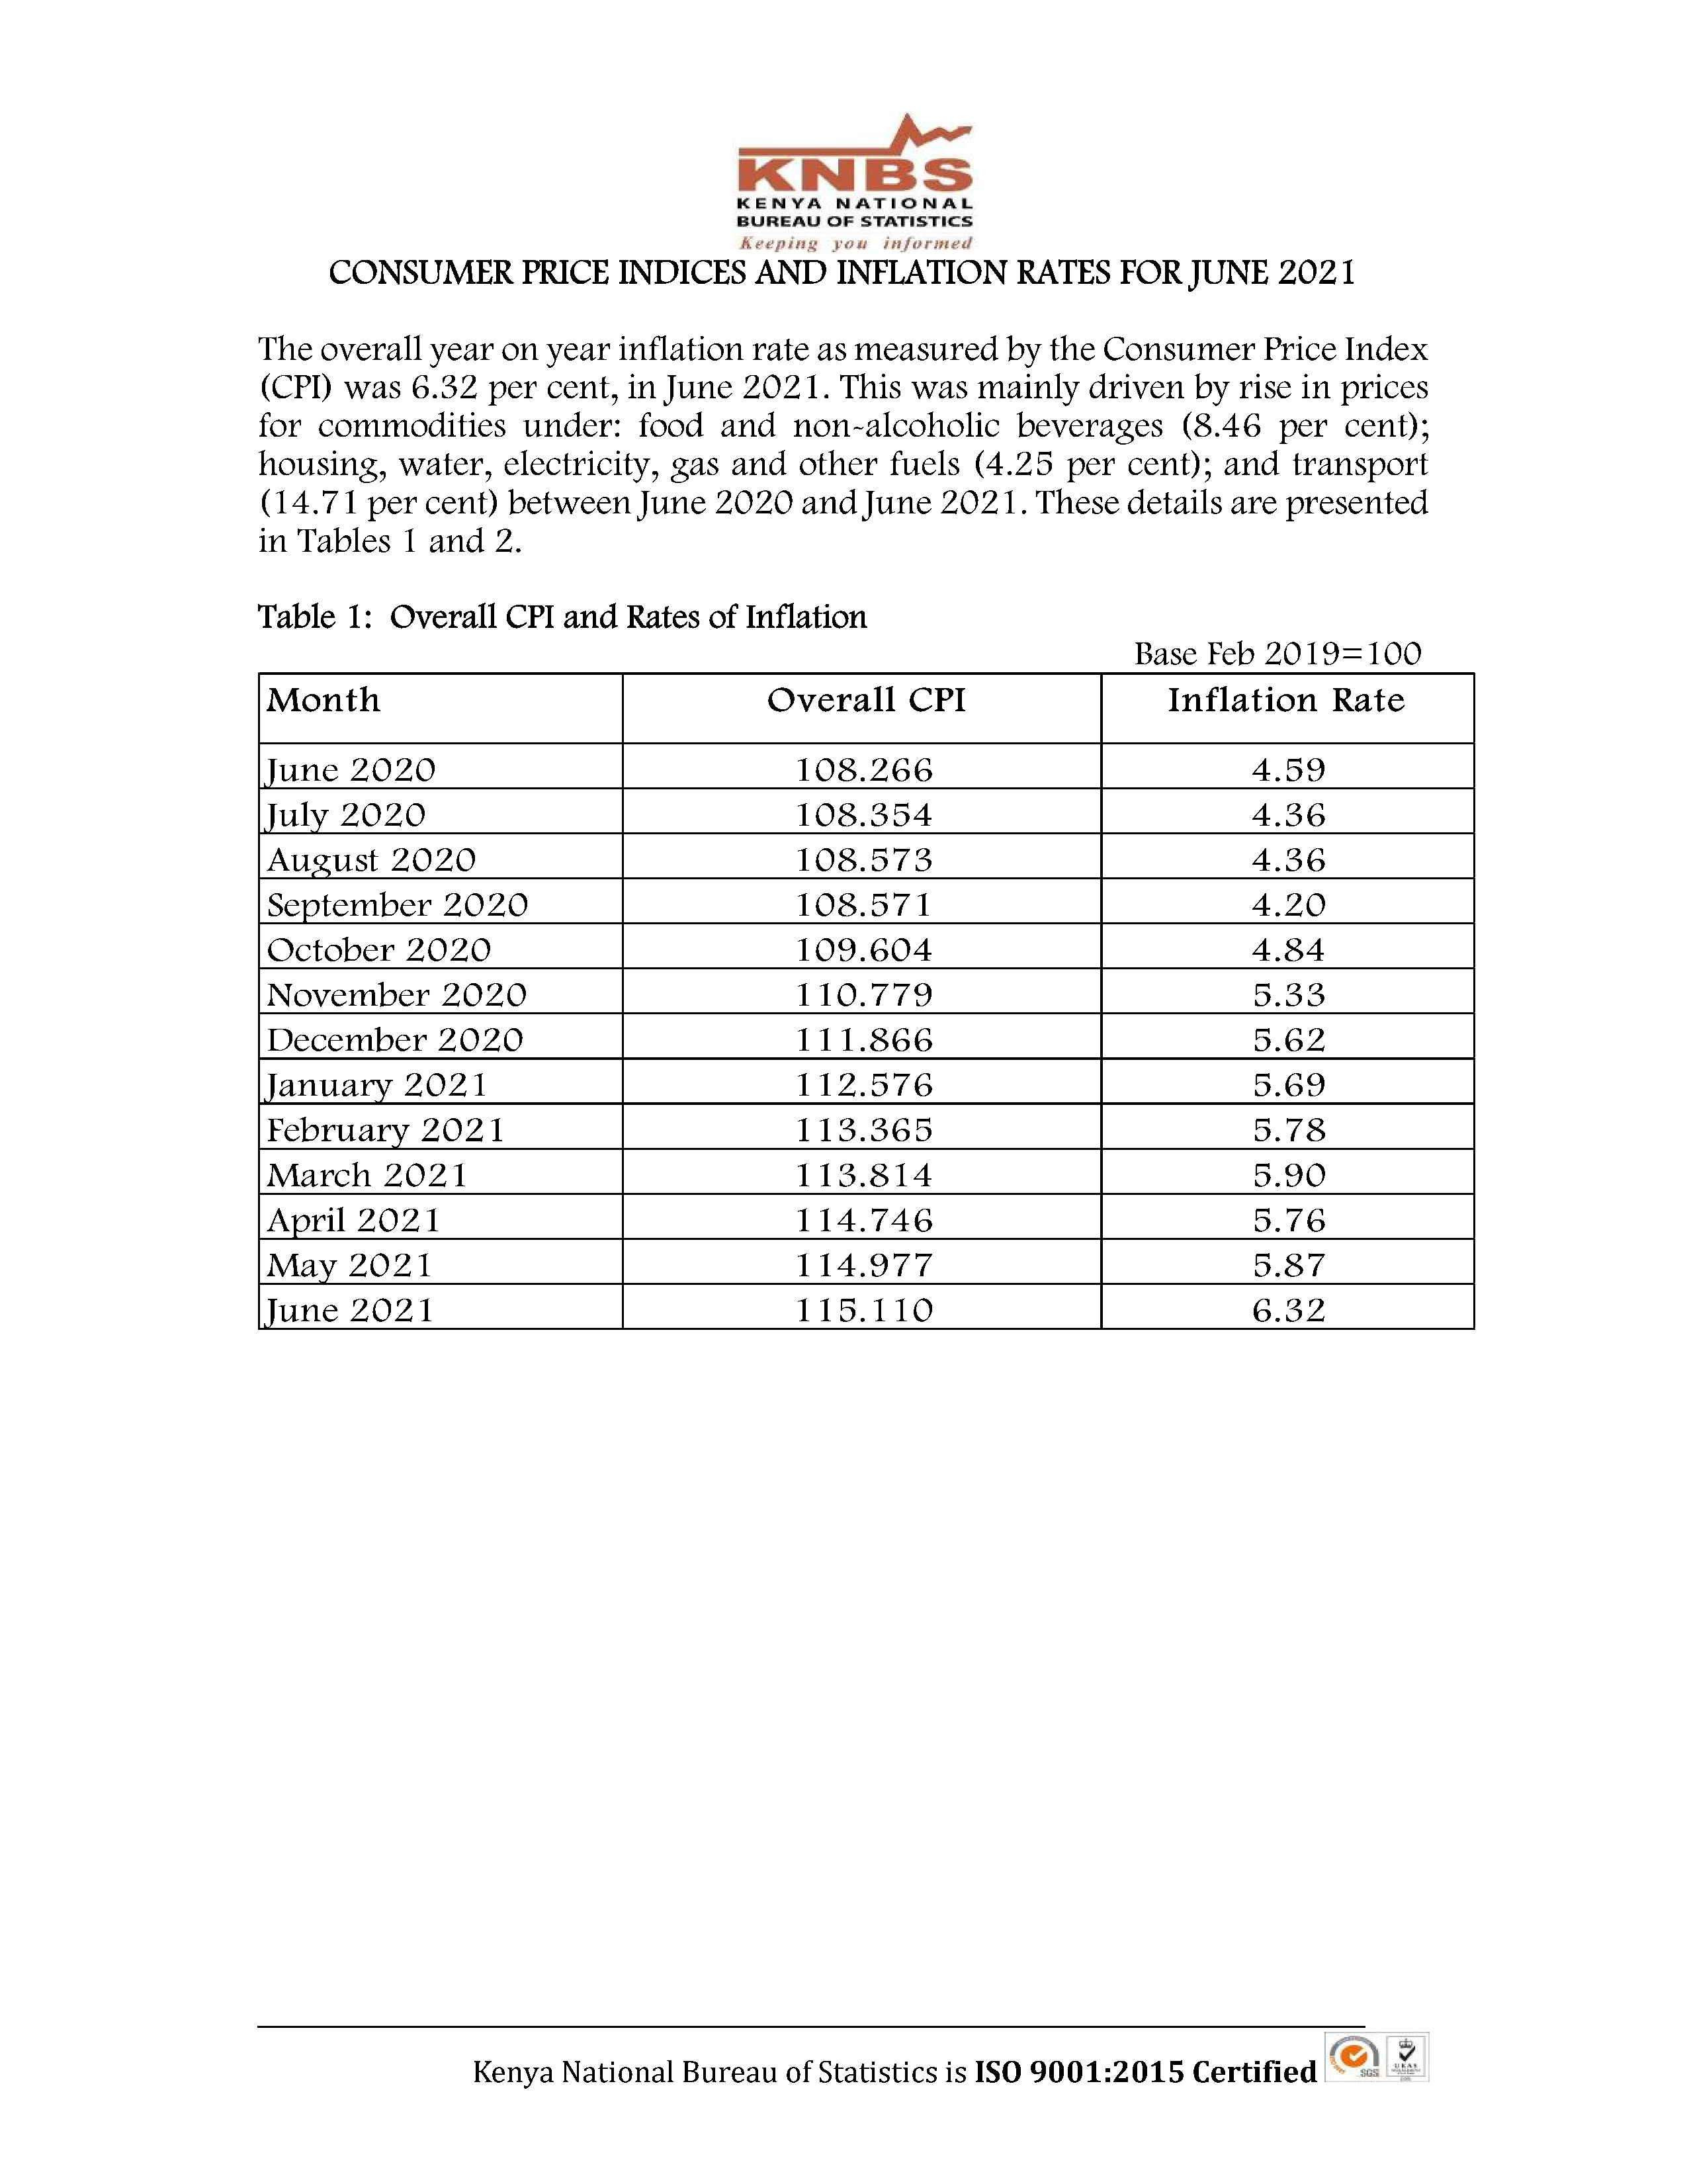 KNBS
KENYA NATIONAL
BUREAU OF STATISTICS
Keeping you informed
CONSUMER PRICE INDICES AND INFLATION RATES FOR JUNE 2021
The overall year on year inflation rate as measured by the Consumer Price Index
(CPI) was 6.32 per cent, in June 2021. This was mainly driven by rise in prices
for commodities under: food and non-alcoholic beverages (8.46 per cent);
housing, water, electricity, gas and other fuels (4.25 per cent); and transport
(14.71 per cent) between June 2020 and June 2021. These details are presented
in Tables 1 and 2.
Table 1: Overall CPI and Rates of Inflation
Base Feb 2019=100
Month Overall CPI Inflation Rate
June 2020 108.266 4.59
July 2020 108.354 4.36
August 2020 108.573 4.36
September 2020 108.571 4.20
October 2020 109.604 4.84
November 2020 110.779 5.33
December 2020 111.866 5.62
January 2021 112.576 5.69
February 2021 113.365 5.78
March 2021 113.814 5.90
April 2021 114.746 5.76
May 2021 114.977 5.87
June 2021 115.110 6.32
Kenya National Bureau of Statistics is ISO 9001:2015 Certified
SGS
UKAS